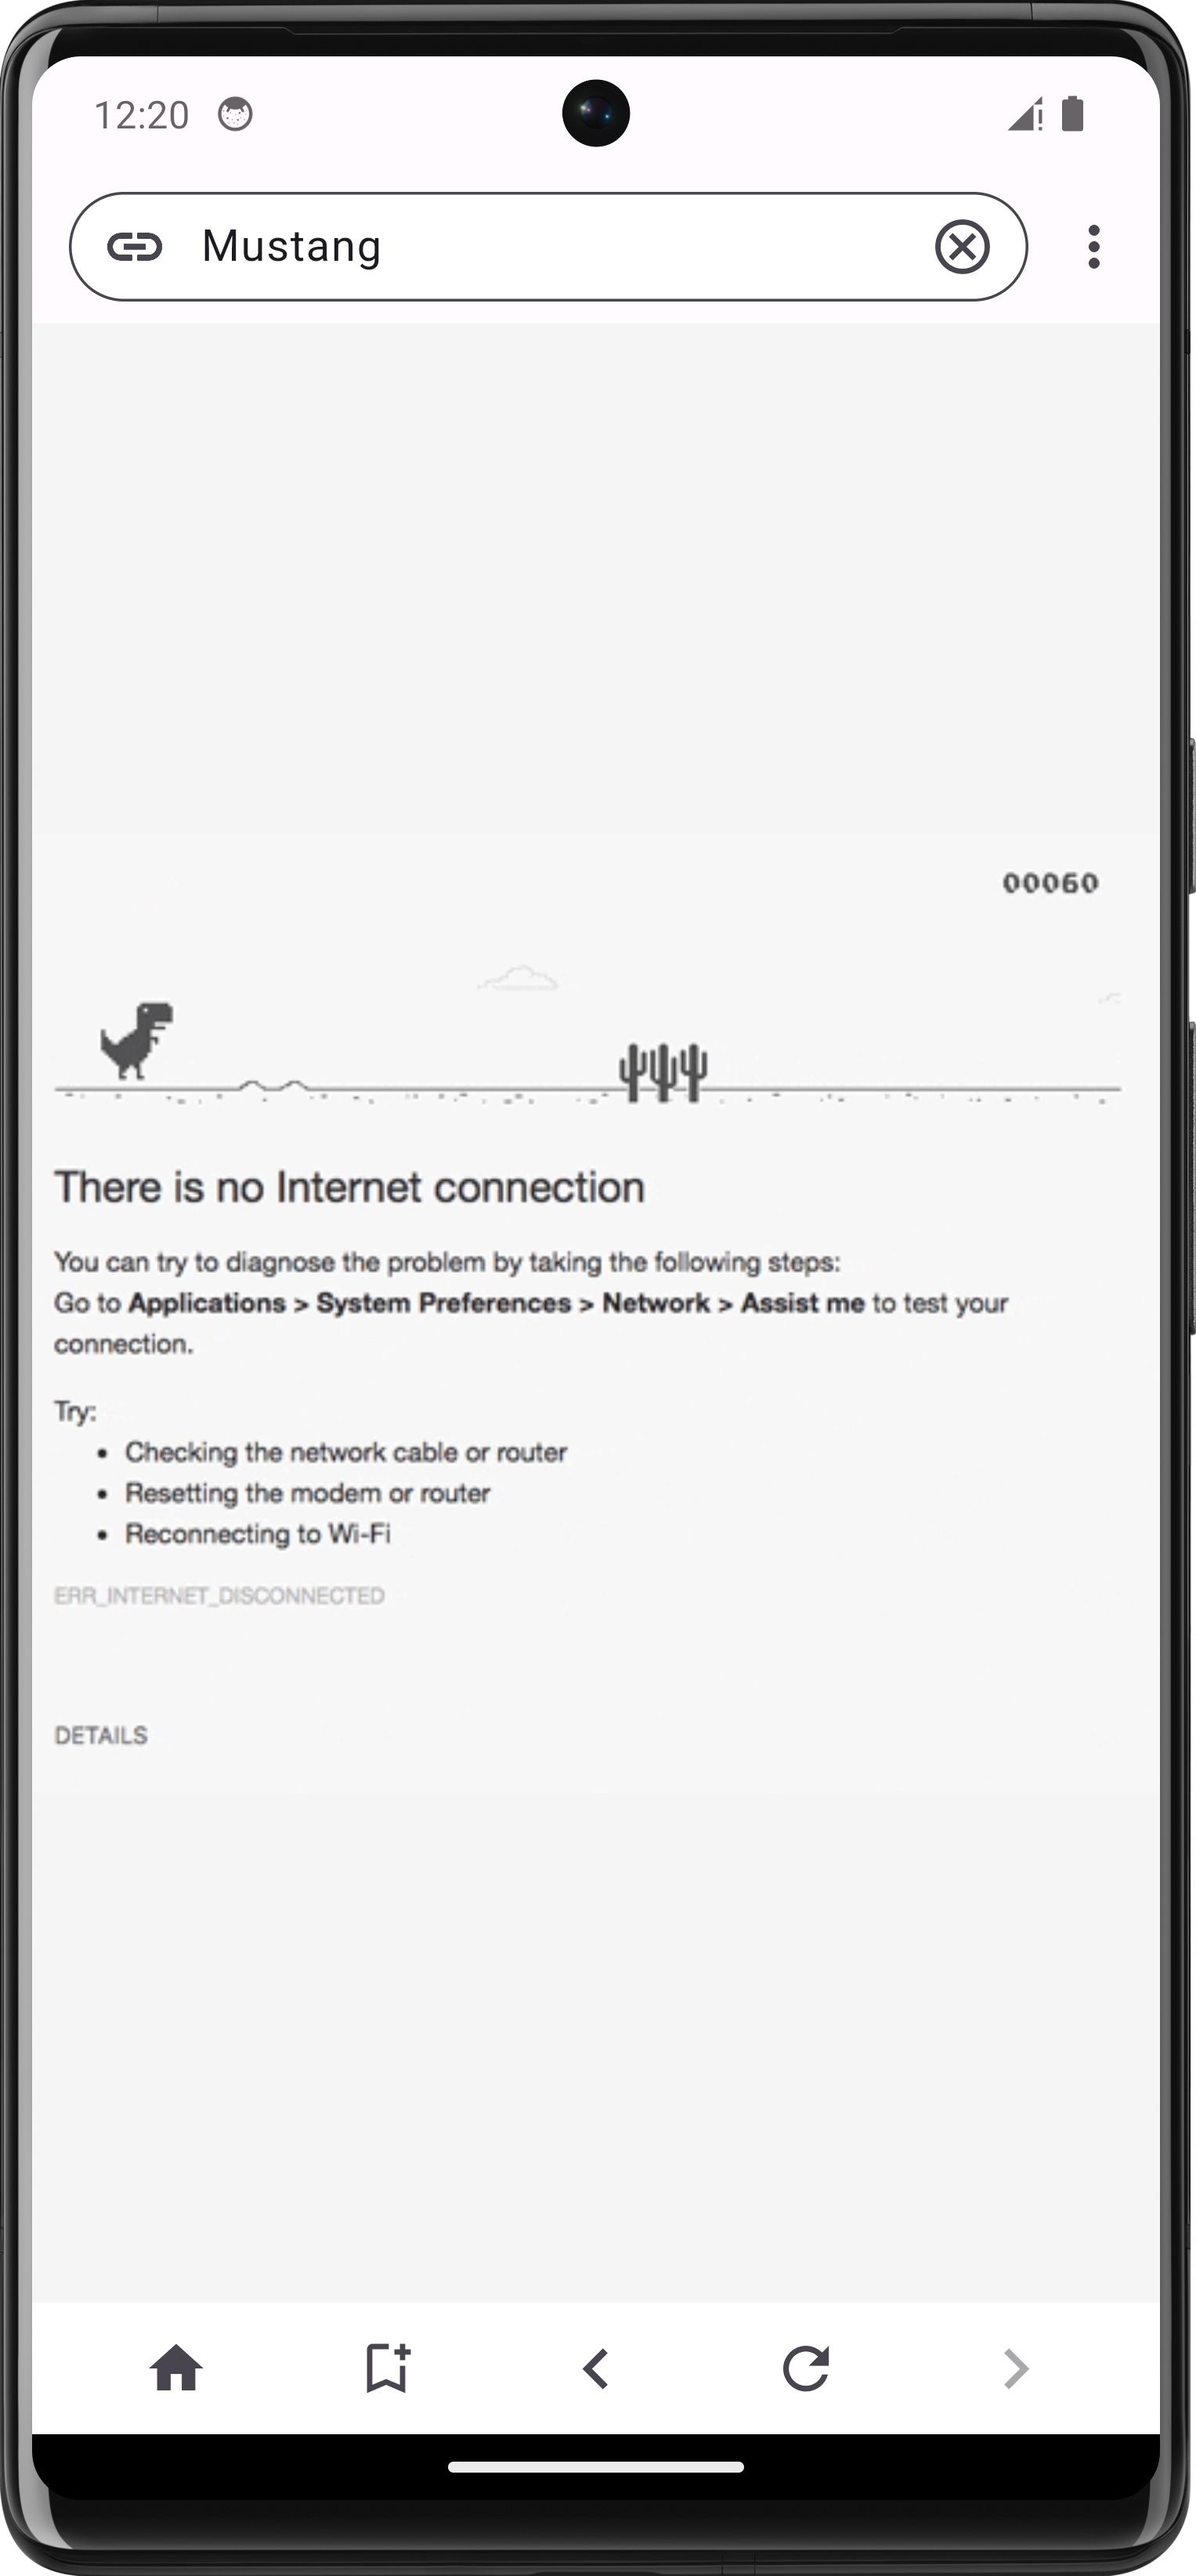 12:20
Mustang
00060
There is no Internet connection
You can try to diagnose the problem by taking the following steps:
Go to Applications > System Preferences > Network > Assist me to test your
connection.
Try:
• Checking the network cable or router
• Resetting the modem or router
• Reconnecting to Wi-Fi
ERR_INTERNET_DISCONNECTED
DETAILS